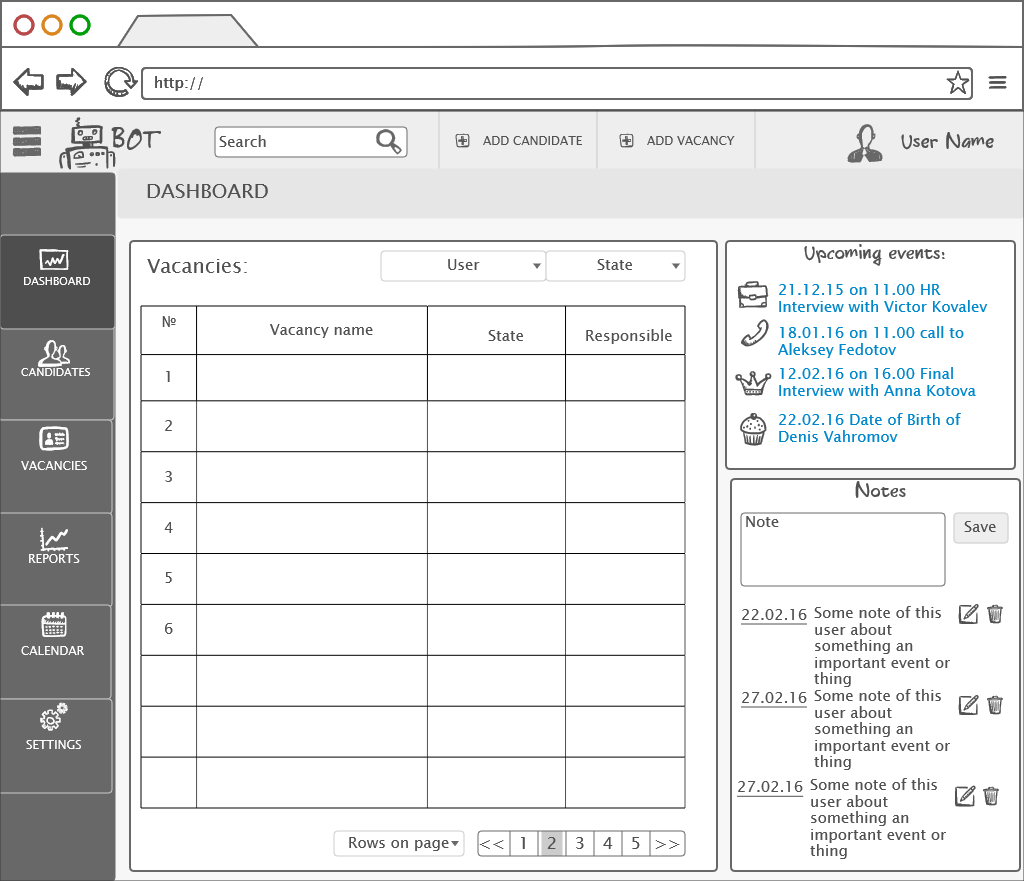 http://
BOT
Search
ADD CANDIDATE
ADD VACANCY
User Name
DASHBOARD
DASHBOARD
CANDIDATES
VACANCIES
REPORTS
CALENDAR
SETTINGS
Vacancies:
User
State
№
Vacancy name
State
Responsible
1
2
3
4
5
6
Rows on page
<< 1 2 3 4 5 >>
Upcoming events:
21.12.15 on 11.00 HR
Interview with Victor Kovalev
18.01.16 on 11.00 call to
Aleksey Fedotov
12.02.16 on 16.00 Final
Interview with Anna Kotova
22.02.16 Date of Birth of
Denis Vahromov
Notes
Note
Save
22.02.16 Some note of this
user about
something an
important event or
thing
27.02.16 Some note of this
user about
something an
important event or
thing
27.02.16 Some note of this
user about
something an
important event or
thing